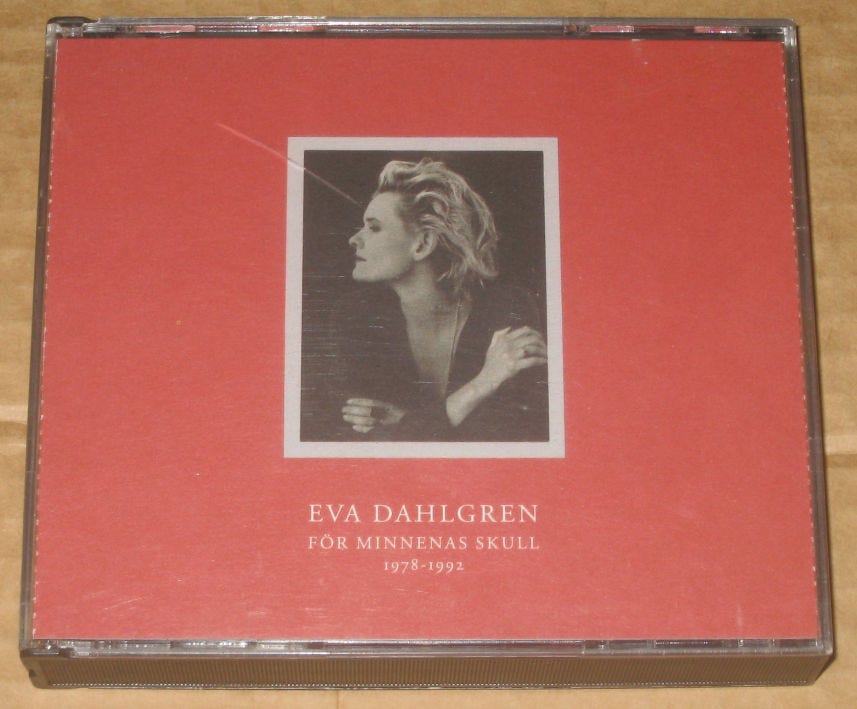 EVA DAHLGREN
FÖR MINNENAS SKULL
1978-1992